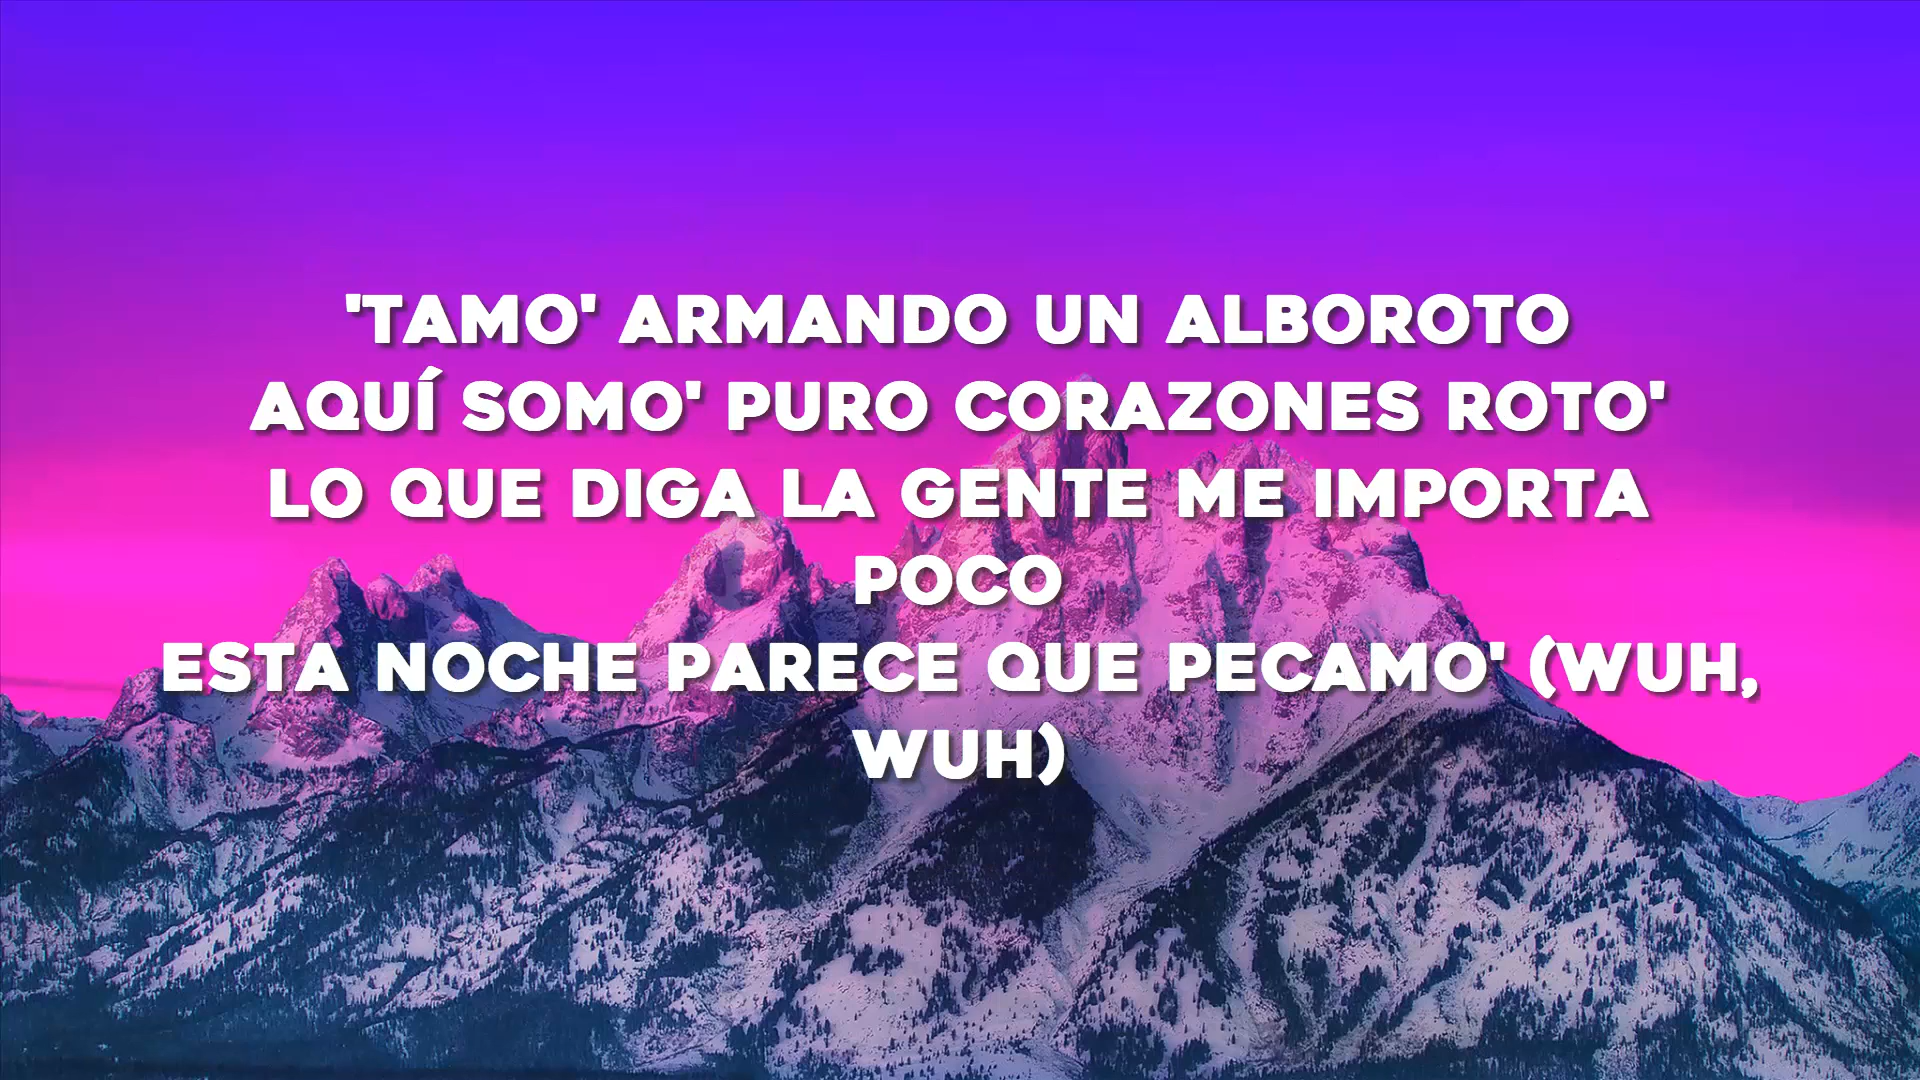 'TAMO' ARMANDO UN ALBOROTO
AQUÍ SOMO' PURO CORAZONES ROTO'
LO QUE DIGA LA GENTE ME IMPORTA
POCO
ESTA NOCHE PARECE QUE PECAMO' (WUH,
WUH)